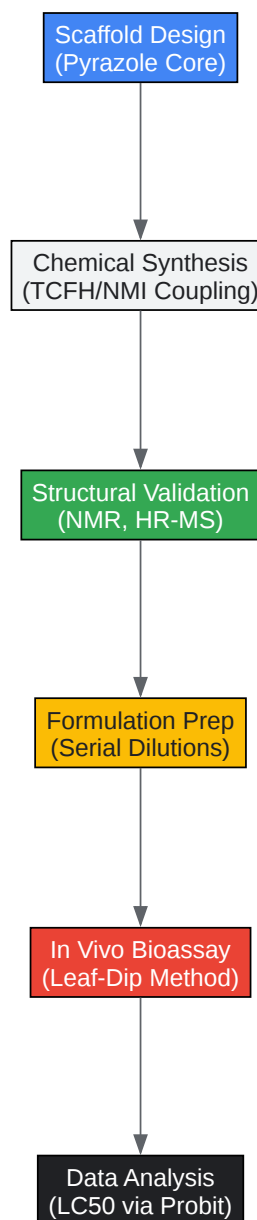 Scaffold Design
(Pyrazole Core)
Chemical Synthesis
(TCFH/NMI Coupling)
Structural Validation
(NMR, HR-MS)
Formulation Prep
(Serial Dilutions)
In Vivo Bioassay
(Leaf-Dip Method)
Data Analysis
(LC50 via Probit)